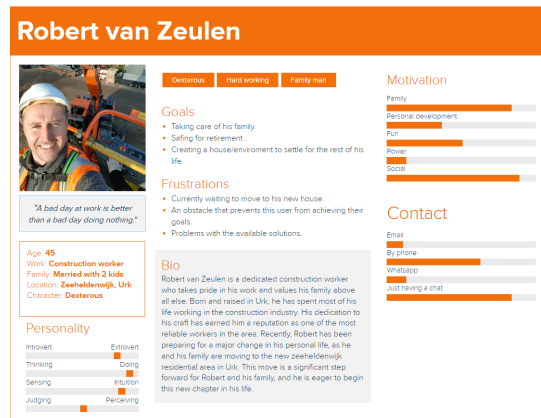 Robert van Zeulen
"A bad day at work is better
than a bad day doing nothing."
Age: 45
Work: Construction worker
Family: Married with 2 kids
Location: Zeeheldenwijk, Urk
Character: Dexterous
Personality
Introvert Extrovert
Thinking Doing
Sensing Intuition
Judging Perceiving
Dexterous Hard working Family man
Goals
Taking care of his family.
Safing for retirement .
Creating a house/enviroment to settle for the rest of his
life.
Frustrations
Currently waiting to move to his new house.
An obstacle that prevents this user from achieving their
goals.
Problems with the available solutions.
Bio
Robert van Zeulen is a dedicated construction worker
who takes pride in his work and values his family above
all else. Born and raised in Urk, he has spent most of his
life working in the construction industry. His dedication to
his craft has earned him a reputation as one of the most
reliable workers in the area. Recently, Robert has been
preparing for a major change in his personal life, as he
and his family are moving to the new zeeheldenwijk
residential area in Urk. This move is a significant step
forward for Robert and his family, and he is eager to begin
this new chapter in his life.
Motivation
Family
Personal development
Fun
Power
Social
Contact
Email
By phone
Whatsapp
Just having a chat